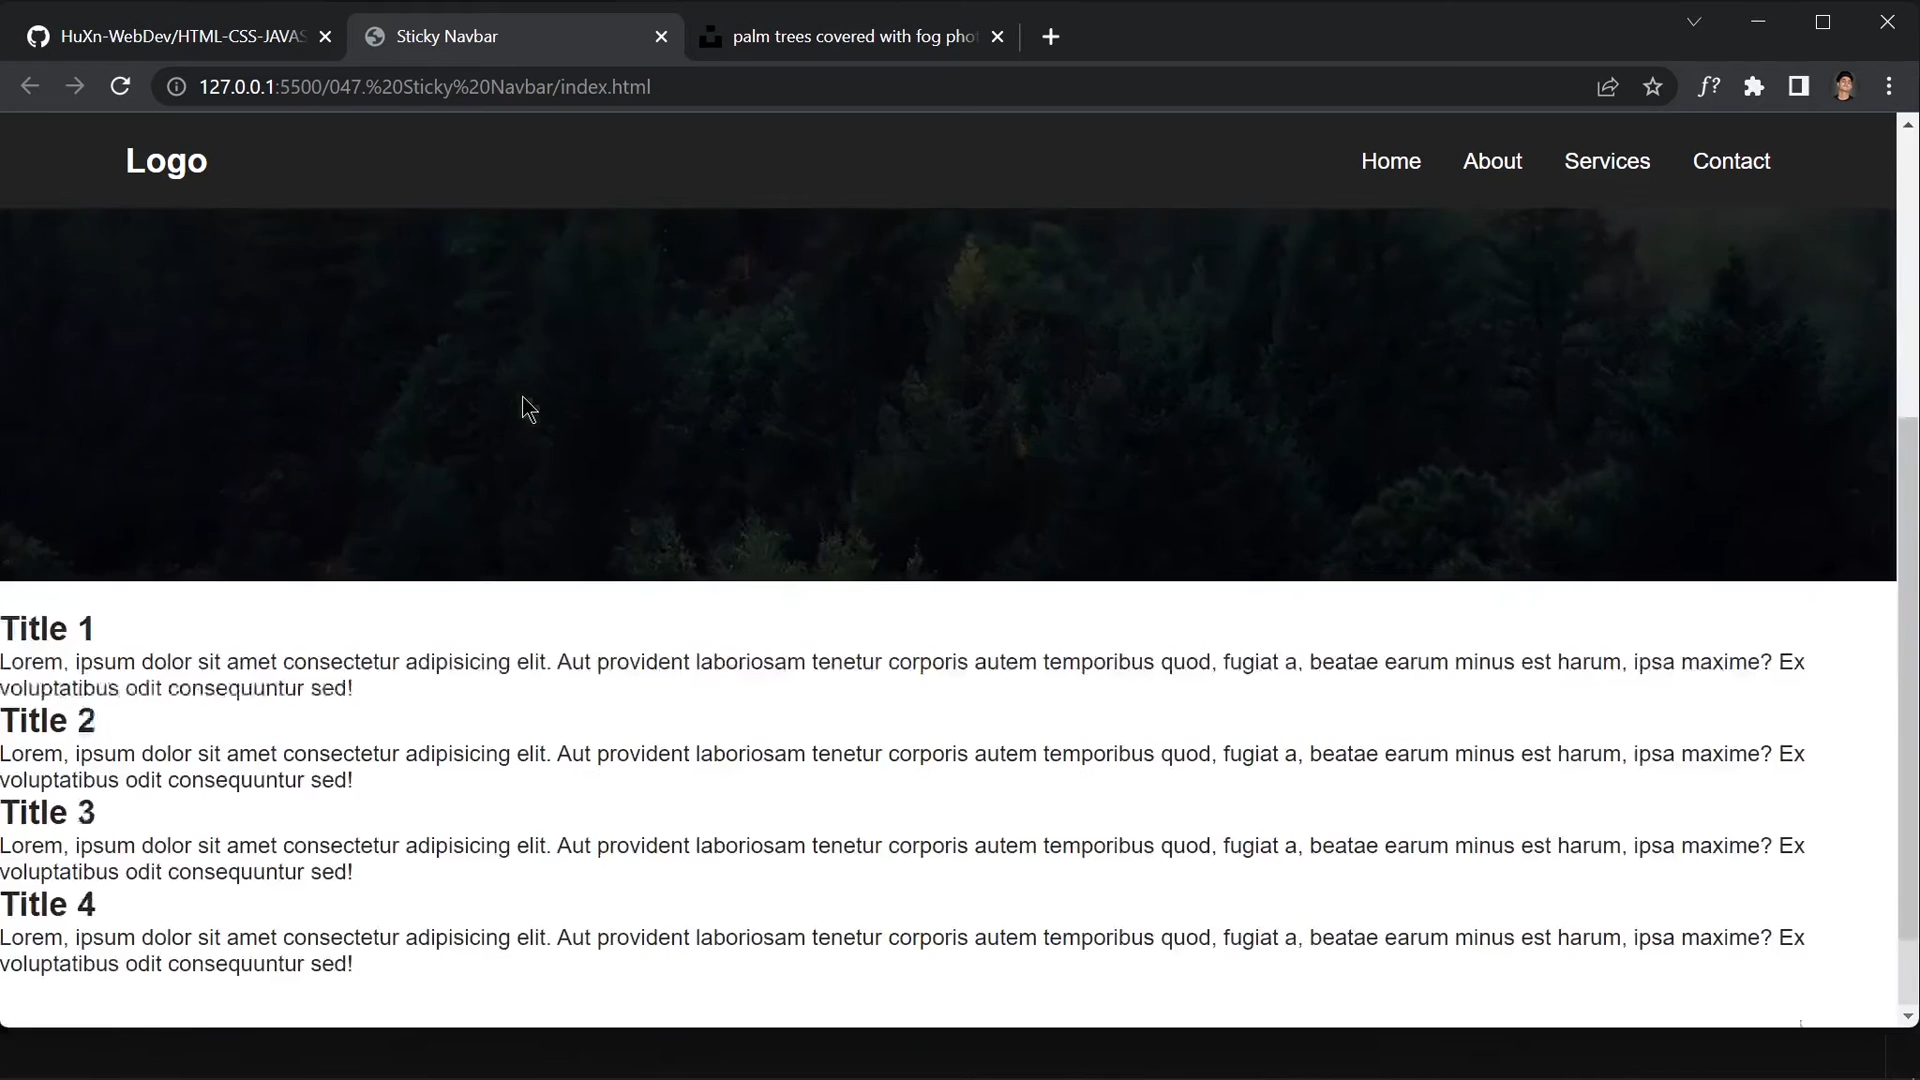 HuXn-WebDev/HTML-CSS-JAVAS
Sticky Navbar
palm trees covered with fog phot
127.0.0.1:5500/047.%20Sticky%20Navbar/index.html
f?
Logo
Home
About
Services
Contact
Title 1
Lorem, ipsum dolor sit amet consectetur adipisicing elit. Aut provident laboriosam tenetur corporis autem temporibus quod, fugiat a, beatae earum minus est harum, ipsa maxime? Ex
voluptatibus odit consequuntur sed!
Title 2
Lorem, ipsum dolor sit amet consectetur adipisicing elit. Aut provident laboriosam tenetur corporis autem temporibus quod, fugiat a, beatae earum minus est harum, ipsa maxime? Ex
voluptatibus odit consequuntur sed!
Title 3
Lorem, ipsum dolor sit amet consectetur adipisicing elit. Aut provident laboriosam tenetur corporis autem temporibus quod, fugiat a, beatae earum minus est harum, ipsa maxime? Ex
voluptatibus odit consequuntur sed!
Title 4
Lorem, ipsum dolor sit amet consectetur adipisicing elit. Aut provident laboriosam tenetur corporis autem temporibus quod, fugiat a, beatae earum minus est harum, ipsa maxime? Ex
voluptatibus odit consequuntur sed!